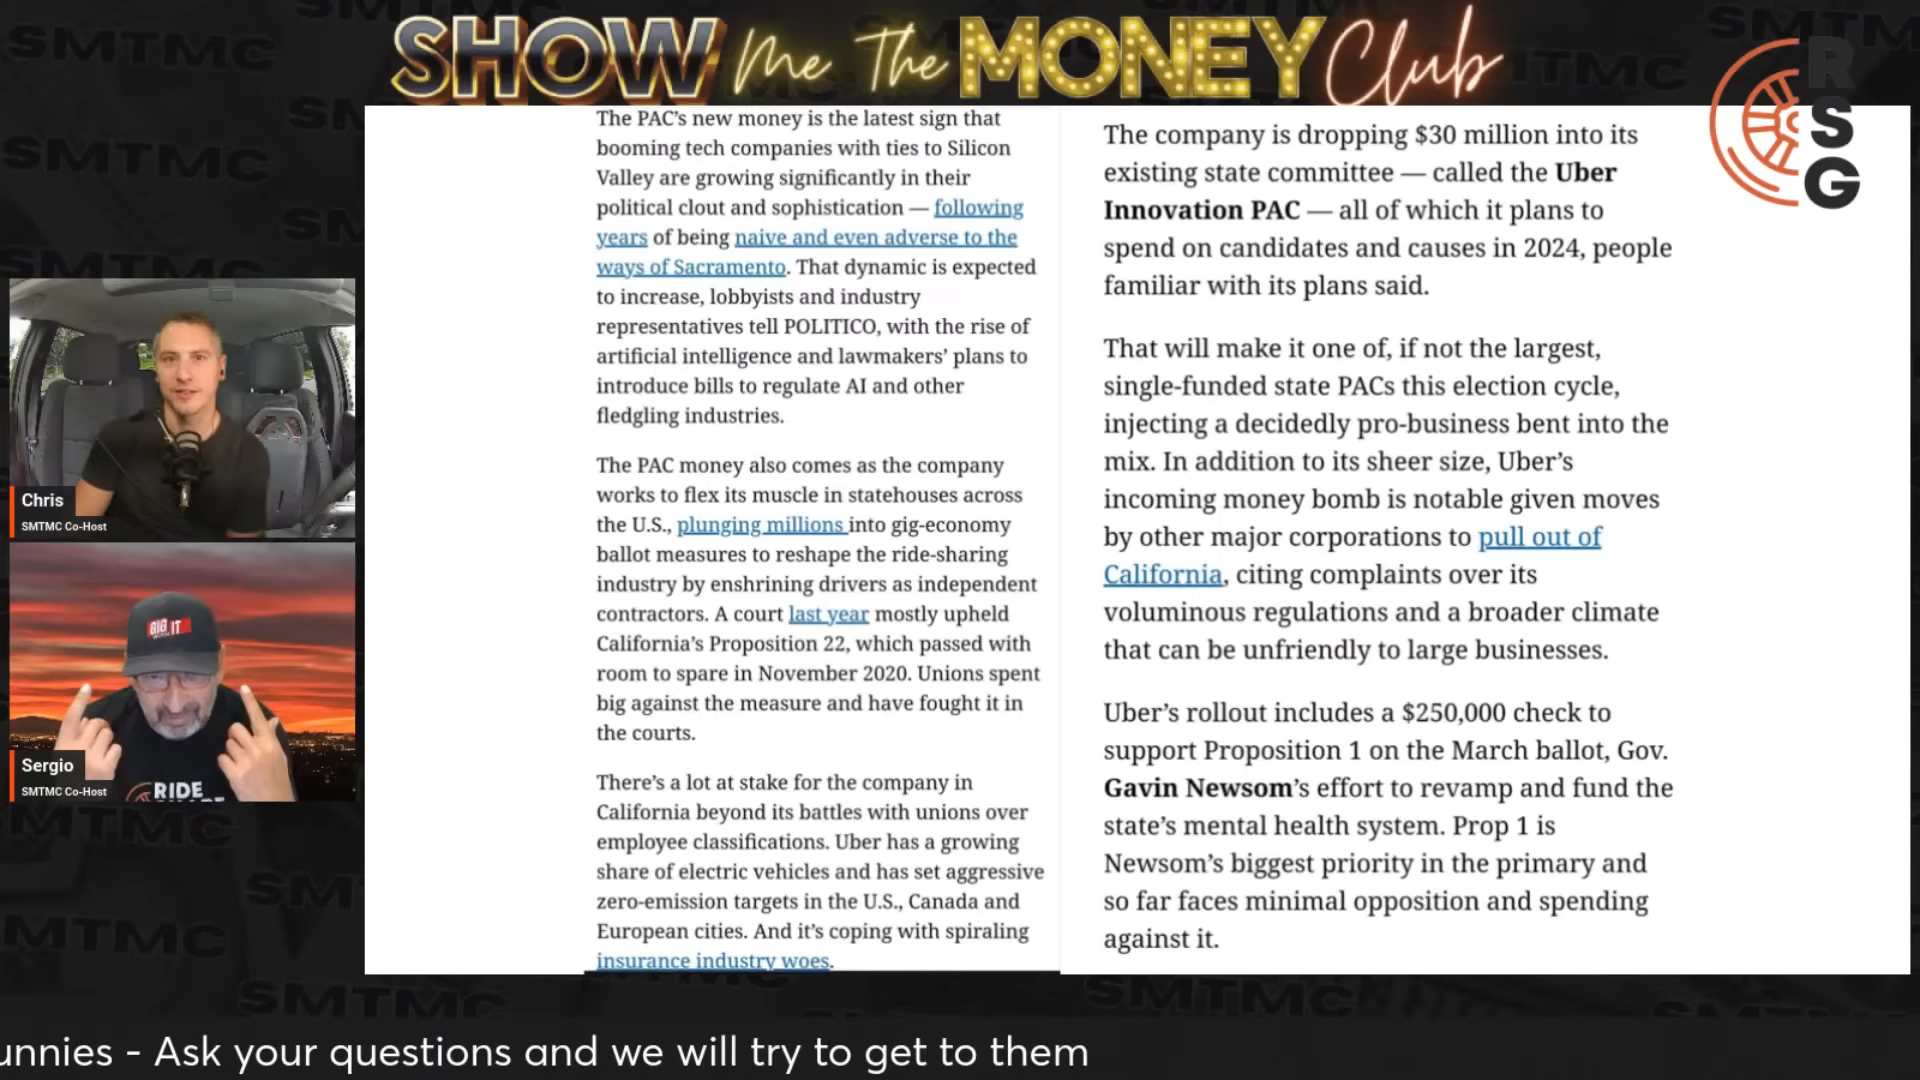 SHOW Me The MONEY Club
RSG
The PAC's new money is the latest sign that
booming tech companies with ties to Silicon
Valley are growing significantly in their
political clout and sophistication — following
years of being naive and even adverse to the
ways of Sacramento. That dynamic is expected
to increase, lobbyists and industry
representatives tell POLITICO, with the rise of
artificial intelligence and lawmakers' plans to
introduce bills to regulate AI and other
fledgling industries.
The PAC money also comes as the company
works to flex its muscle in statehouses across
the U.S., plunging millions into gig-economy
ballot measures to reshape the ride-sharing
industry by enshrining drivers as independent
contractors. A court last year mostly upheld
California's Proposition 22, which passed with
room to spare in November 2020. Unions spent
big against the measure and have fought it in
the courts.
There's a lot at stake for the company in
California beyond its battles with unions over
employee classifications. Uber has a growing
share of electric vehicles and has set aggressive
zero-emission targets in the U.S., Canada and
European cities. And it's coping with spiraling
insurance industry woes.
The company is dropping $30 million into its
existing state committee — called the Uber
Innovation PAC — all of which it plans to
spend on candidates and causes in 2024, people
familiar with its plans said.
That will make it one of, if not the largest,
single-funded state PACs this election cycle,
injecting a decidedly pro-business bent into the
mix. In addition to its sheer size, Uber's
incoming money bomb is notable given moves
by other major corporations to pull out of
California, citing complaints over its
voluminous regulations and a broader climate
that can be unfriendly to large businesses.
Uber's rollout includes a $250,000 check to
support Proposition 1 on the March ballot, Gov.
Gavin Newsom's effort to revamp and fund the
state's mental health system. Prop 1 is
Newsom's biggest priority in the primary and
so far faces minimal opposition and spending
against it.
Chris
SMTMC Co-Host
GIG IT
RIDE
Sergio
SMTMC Co-Host
unnies - Ask your questions and we will try to get to them